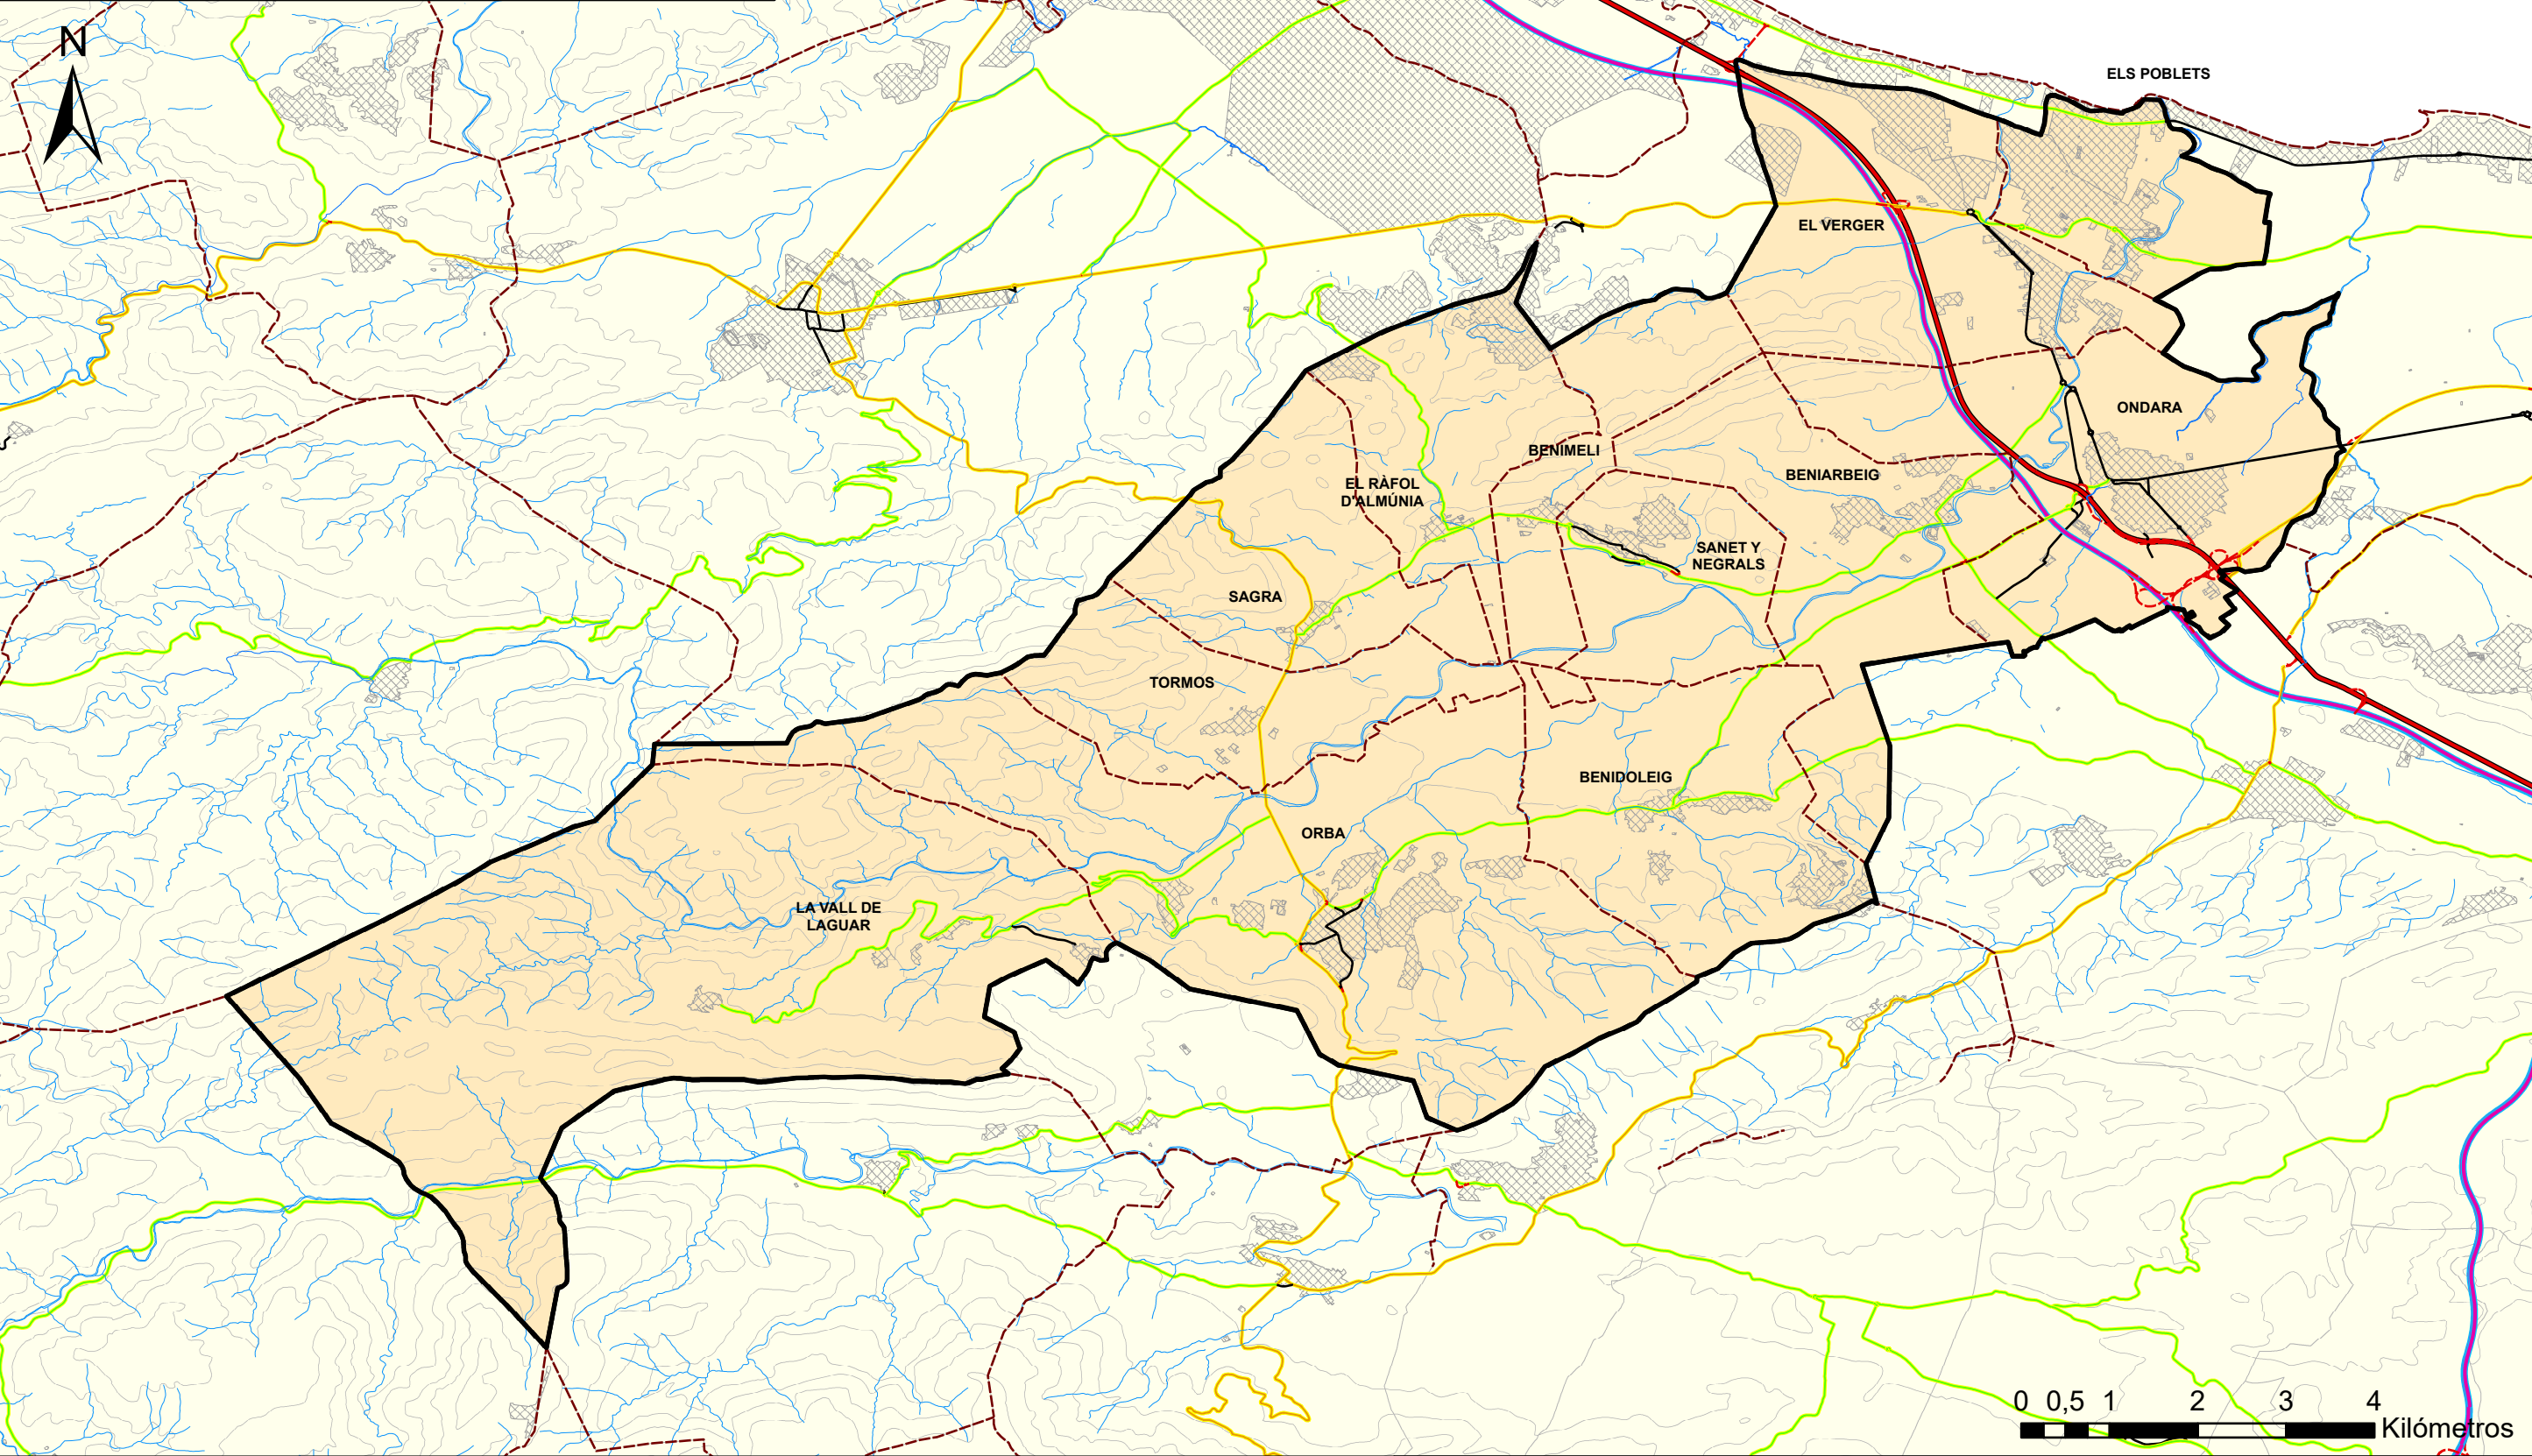 N
ELS POBLETS
EL VERGER
ONDARA
BENIMELI
BENIARBEIG
EL RÀFOL
D'ALMÚNIA
SANET Y
NEGRALS
SAGRA
TORMOS
BENIDOLEIG
ORBA
LA VALL DE
LAGUAR
0 0,5 1 2 3 4
Kilómetros